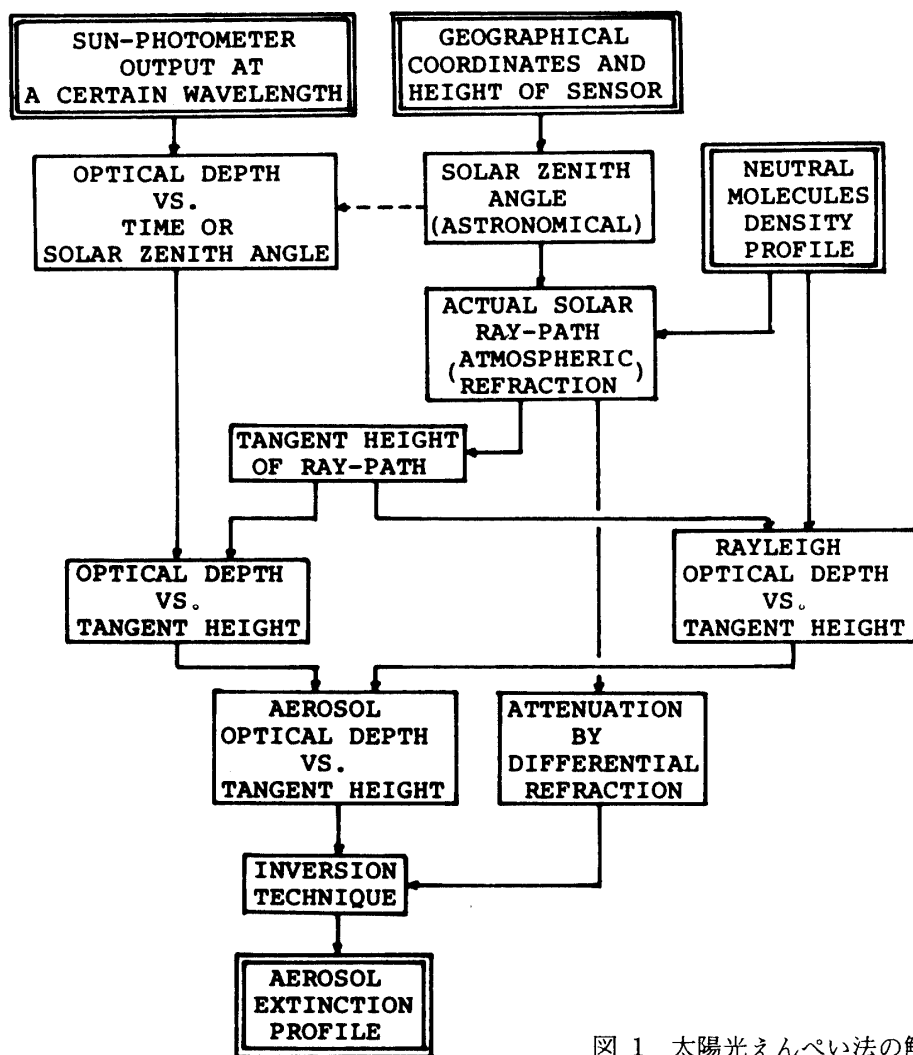 SUN-PHOTOMETER
OUTPUT AT
A CERTAIN WAVELENGTH
GEOGRAPHICAL
COORDINATES AND
HEIGHT OF SENSOR
OPTICAL DEPTH
VS.
TIME OR
SOLAR ZENITH ANGLE
SOLAR ZENITH
ANGLE
(ASTRONOMICAL)
NEUTRAL
MOLECULES
DENSITY
PROFILE
ACTUAL SOLAR
RAY-PATH
(ATMOSPHERIC
REFRACTION)
TANGENT HEIGHT
OF RAY-PATH
OPTICAL DEPTH
VS.
TANGENT HEIGHT
RAYLEIGH
OPTICAL DEPTH
VS.
TANGENT HEIGHT
AEROSOL
OPTICAL DEPTH
VS.
TANGENT HEIGHT
ATTENUATION
BY
DIFFERENTIAL
REFRACTION
INVERSION
TECHNIQUE
AEROSOL
EXTINCTION
PROFILE
図 1 太陽光えんぺい法の